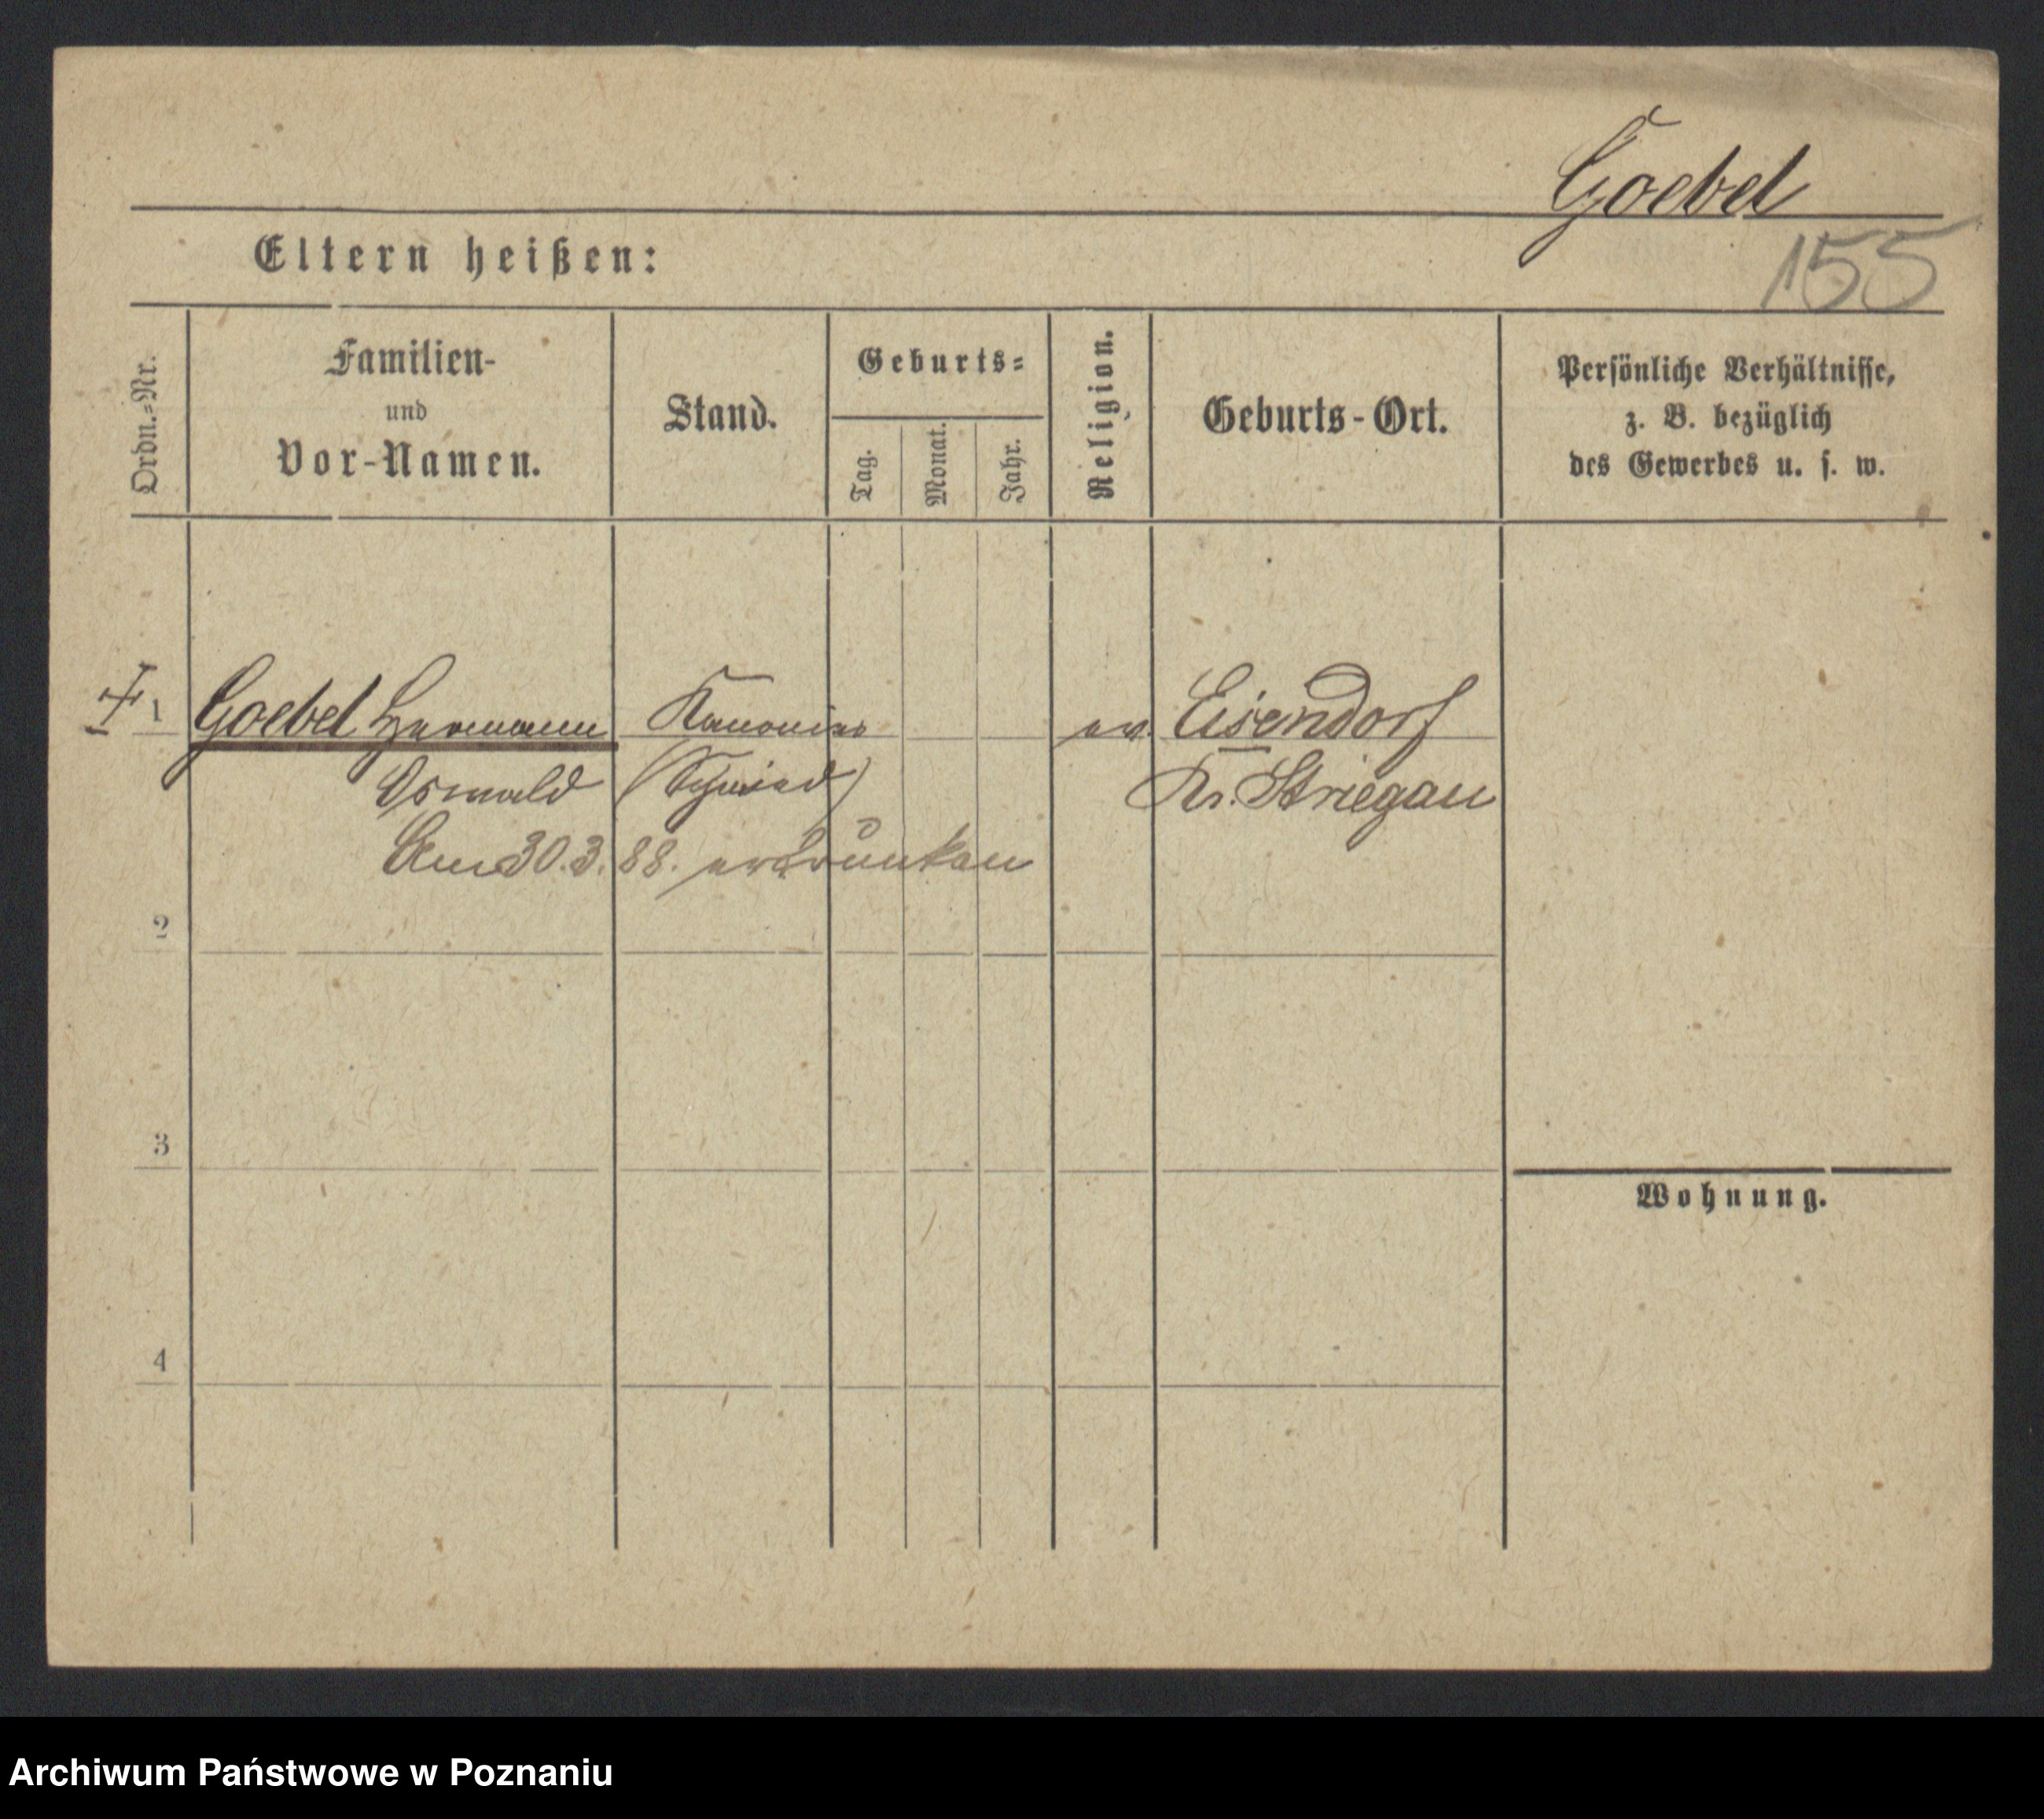 Goebel
155
Eltern heißen:
Ordn.=Nr.
Familien-
und
Vor-Namen.
Stand.
Geburts=
Tag.
Monat.
Jahr.
Religion.
Geburts-Ort.
Persönliche Verhältnisse,
z. B. bezüglich
des Gewerbes u. s. w.
1 Goebel Hermann Kanonier ev. Eisendorf
Oswald (Schmied) Kr. Striegau
Am 30.3.88. ertrunken
2
3
Wohnung.
4
Archiwum Państwowe w Poznaniu